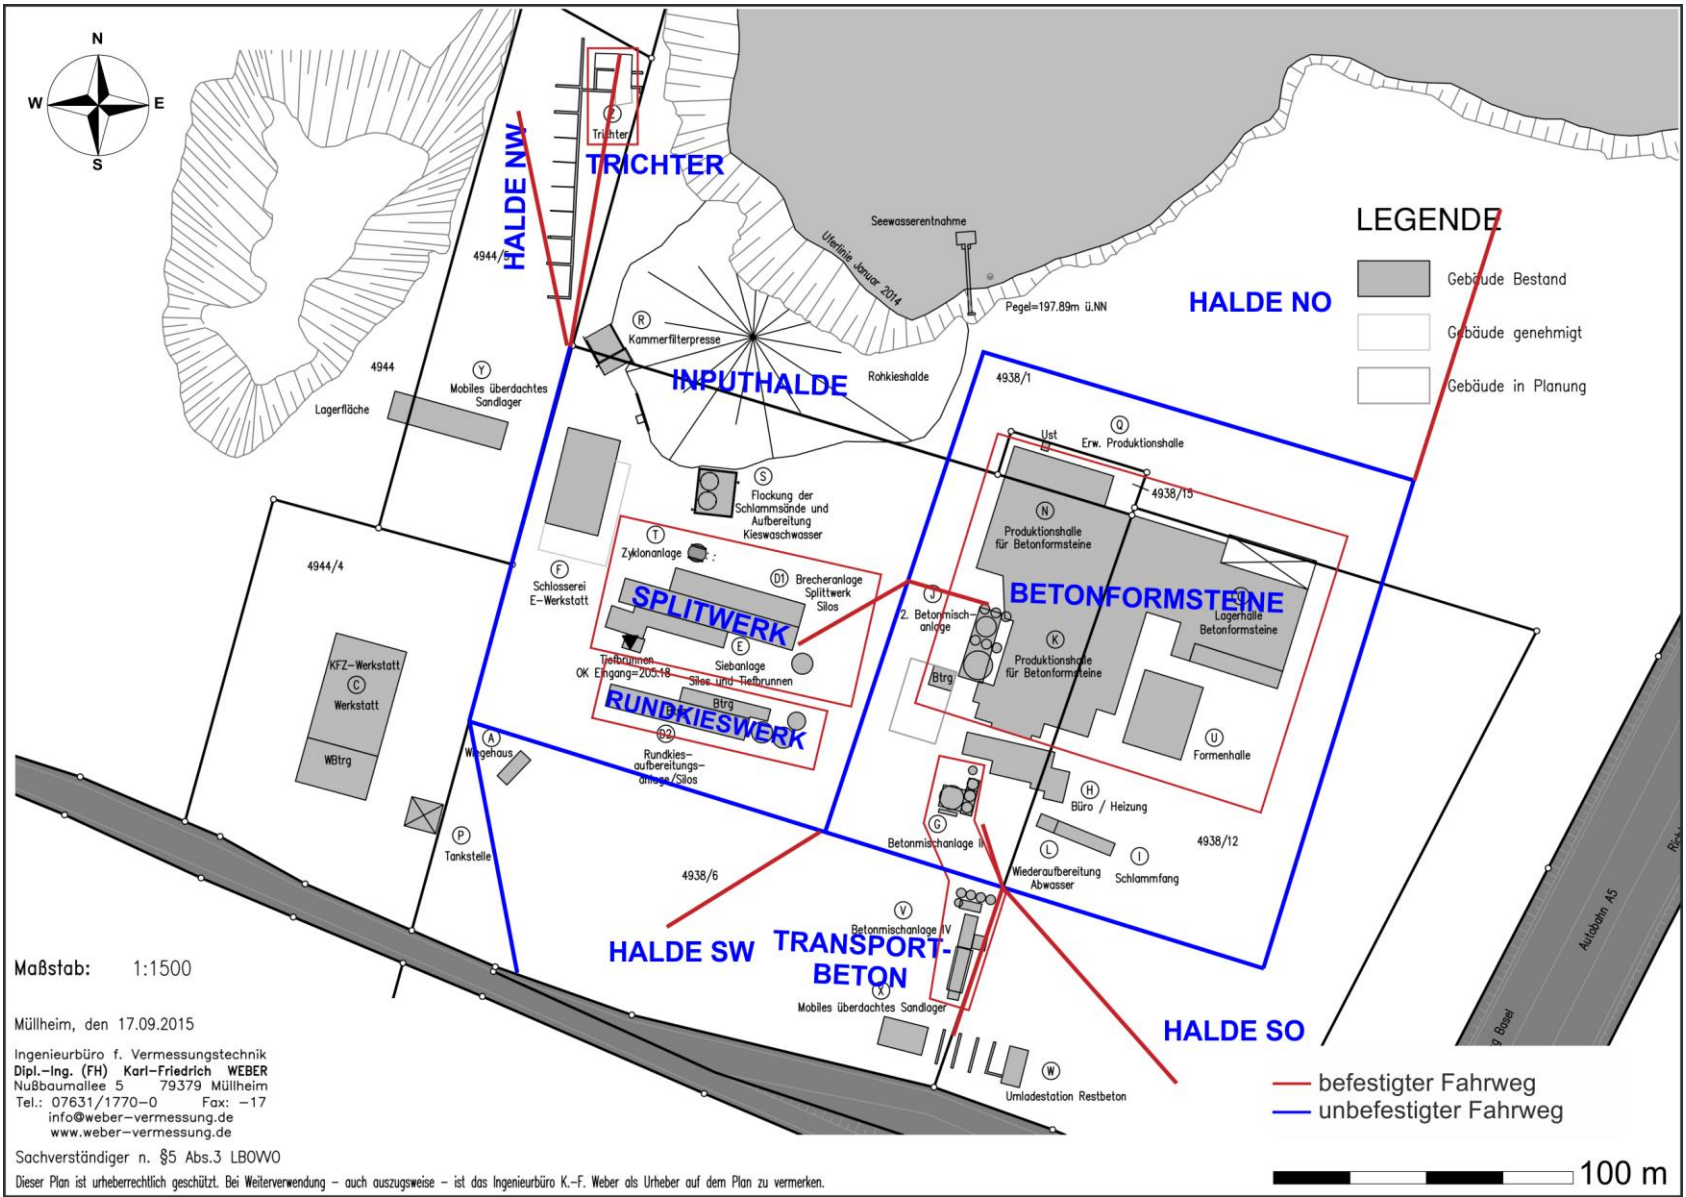 N
W
E
S
Z
Trichter
TRICHTER
HALDE NW
4944/5
Seewasserentnahme
Uferlinie Januar 2014
Pegel=197.89m ü.NN
HALDE NO
LEGENDE
Gebäude Bestand
Gebäude genehmigt
Gebäude in Planung
R
Kammerfilterpresse
4944
Y
Mobiles überdachtes
Sandlager
Lagerfläche
INPUTHALDE
Rohkieshalde
4938/1
Q
Erw. Produktionshalle
Ust
4938/15
S
Flockung der
Schlammsände und
Aufbereitung
Kieswaschwasser
N
Produktionshalle
für Betonformsteine
T
Zyklonanlage
4944/4
F
Schlosserei
E-Werkstatt
D1
Brecheranlage
Splittwerk
Silos
SPLITWERK
J
2. Betonmisch-
anlage
BETONFORMSTEINE
Lagerhalle
Betonformsteine
K
Produktionshalle
für Betonformsteine
E
Siebanlage
Silos und Tiefbrunnen
Tiefbrunnen
OK Eingang=205.18
KFZ-Werkstatt
C
Werkstatt
WBtrg
Btrg
Btrg
RUNDKIESWERK
D2
Rundkies-
aufbereitungs-
anlage/Silos
A
Wiegehaus
U
Formenhalle
H
Büro / Heizung
P
Tankstelle
G
Betonmischanlage II
L
Wiederaufbereitung
Abwasser
I
Schlammfang
4938/12
4938/6
V
Betonmischanlage IV
HALDE SW
TRANSPORT-
BETON
X
Mobiles überdachtes Sandlager
HALDE SO
W
Umladestation Restbeton
Autobahn A5
Basel
Maßstab: 1:1500
Müllheim, den 17.09.2015
Ingenieurbüro f. Vermessungstechnik
Dipl.-Ing. (FH) Karl-Friedrich WEBER
Nußbaumallee 5 79379 Müllheim
Tel.: 07631/1770-0 Fax: -17
info@weber-vermessung.de
www.weber-vermessung.de
Sachverständiger n. §5 Abs.3 LBOVVO
Dieser Plan ist urheberrechtlich geschützt. Bei Weiterverwendung - auch auszugsweise - ist das Ingenieurbüro K.-F. Weber als Urheber auf dem Plan zu vermerken.
befestigter Fahrweg
unbefestigter Fahrweg
100 m